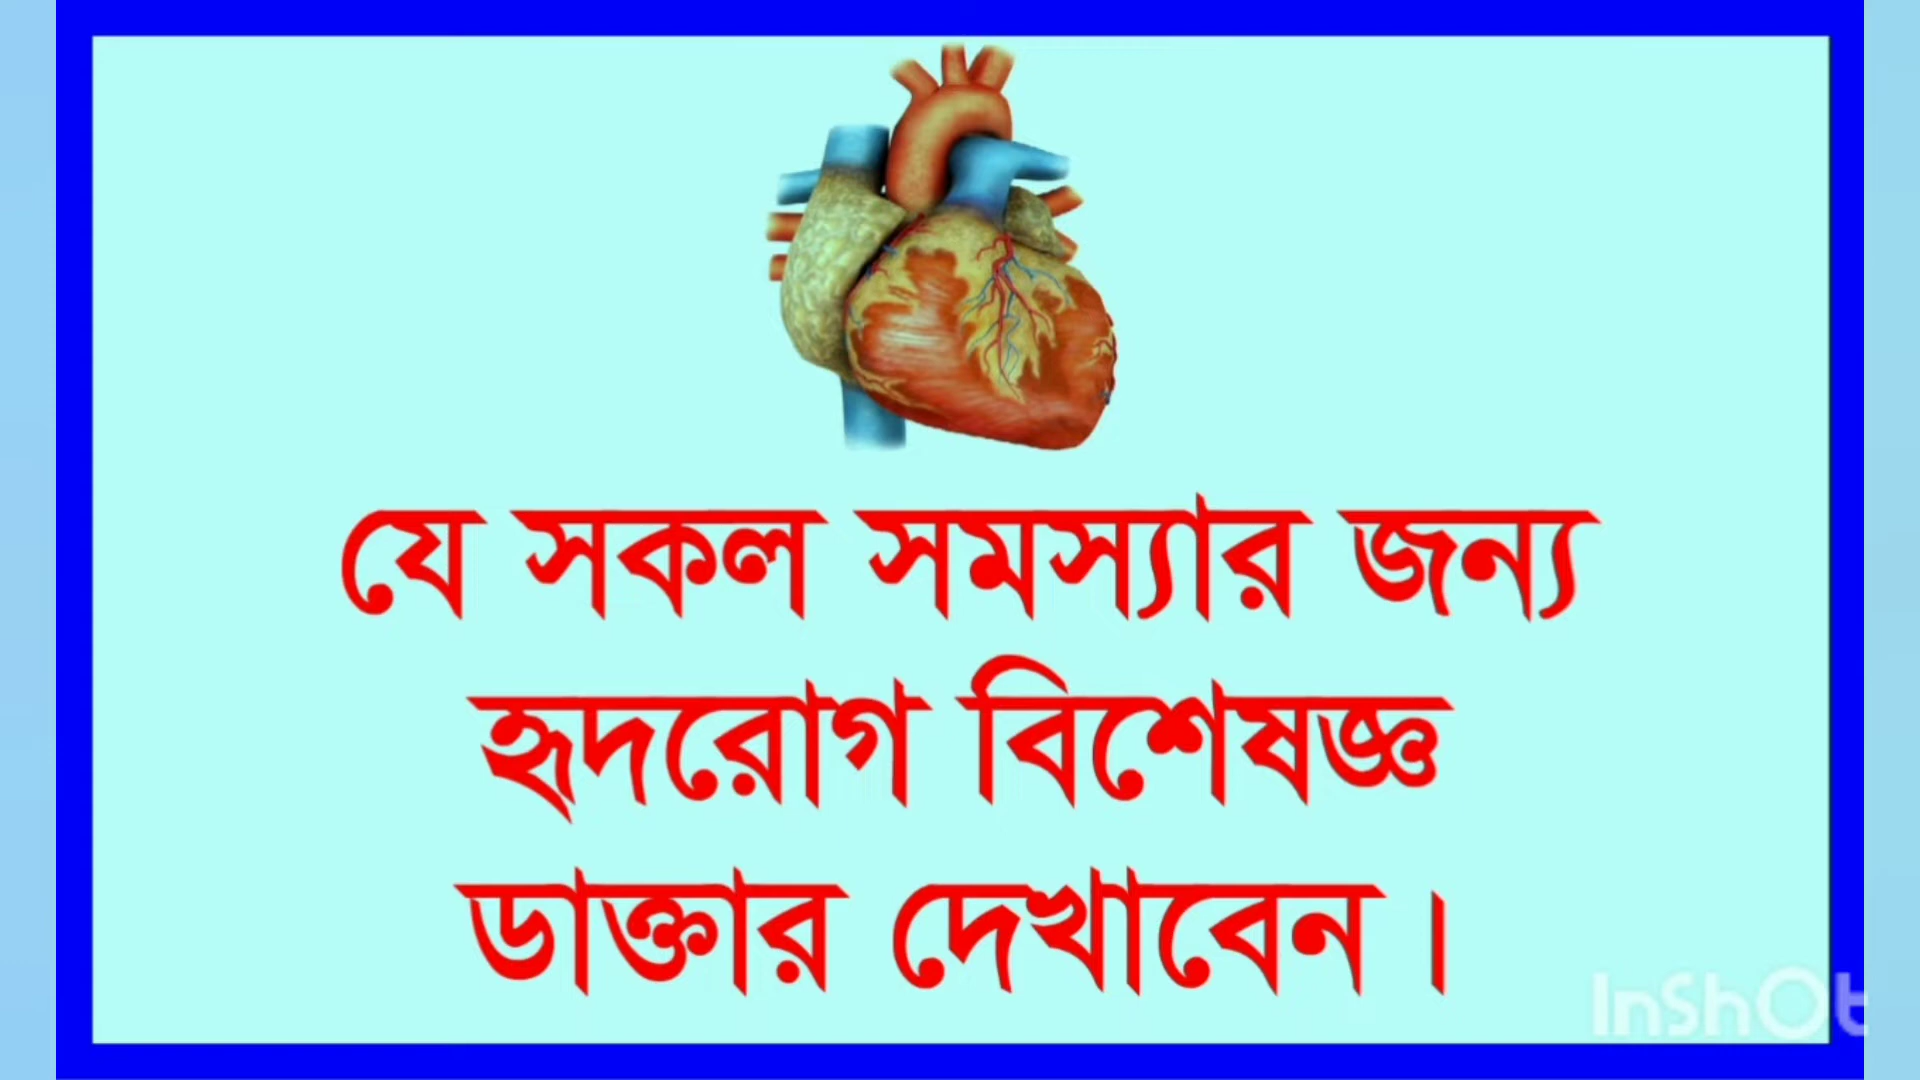 যে সকল সমস্যার জন্য
হৃদরোগ বিশেষজ্ঞ
ডাক্তার দেখাবেন।
InShOt